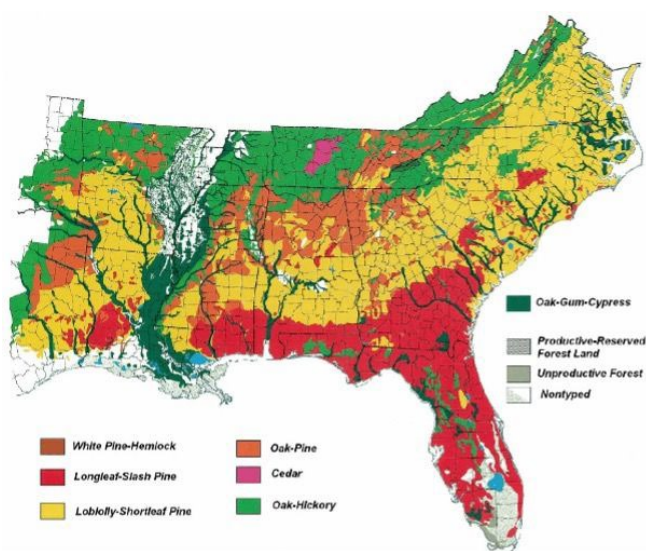 Oak-Gum-Cypress
Productive-Reserved
Forest Land
Unproductive Forest
Nontyped
White Pine-Hemlock
Oak-Pine
Longleaf-Slash Pine
Cedar
Loblolly-Shortleaf Pine
Oak-Hickory